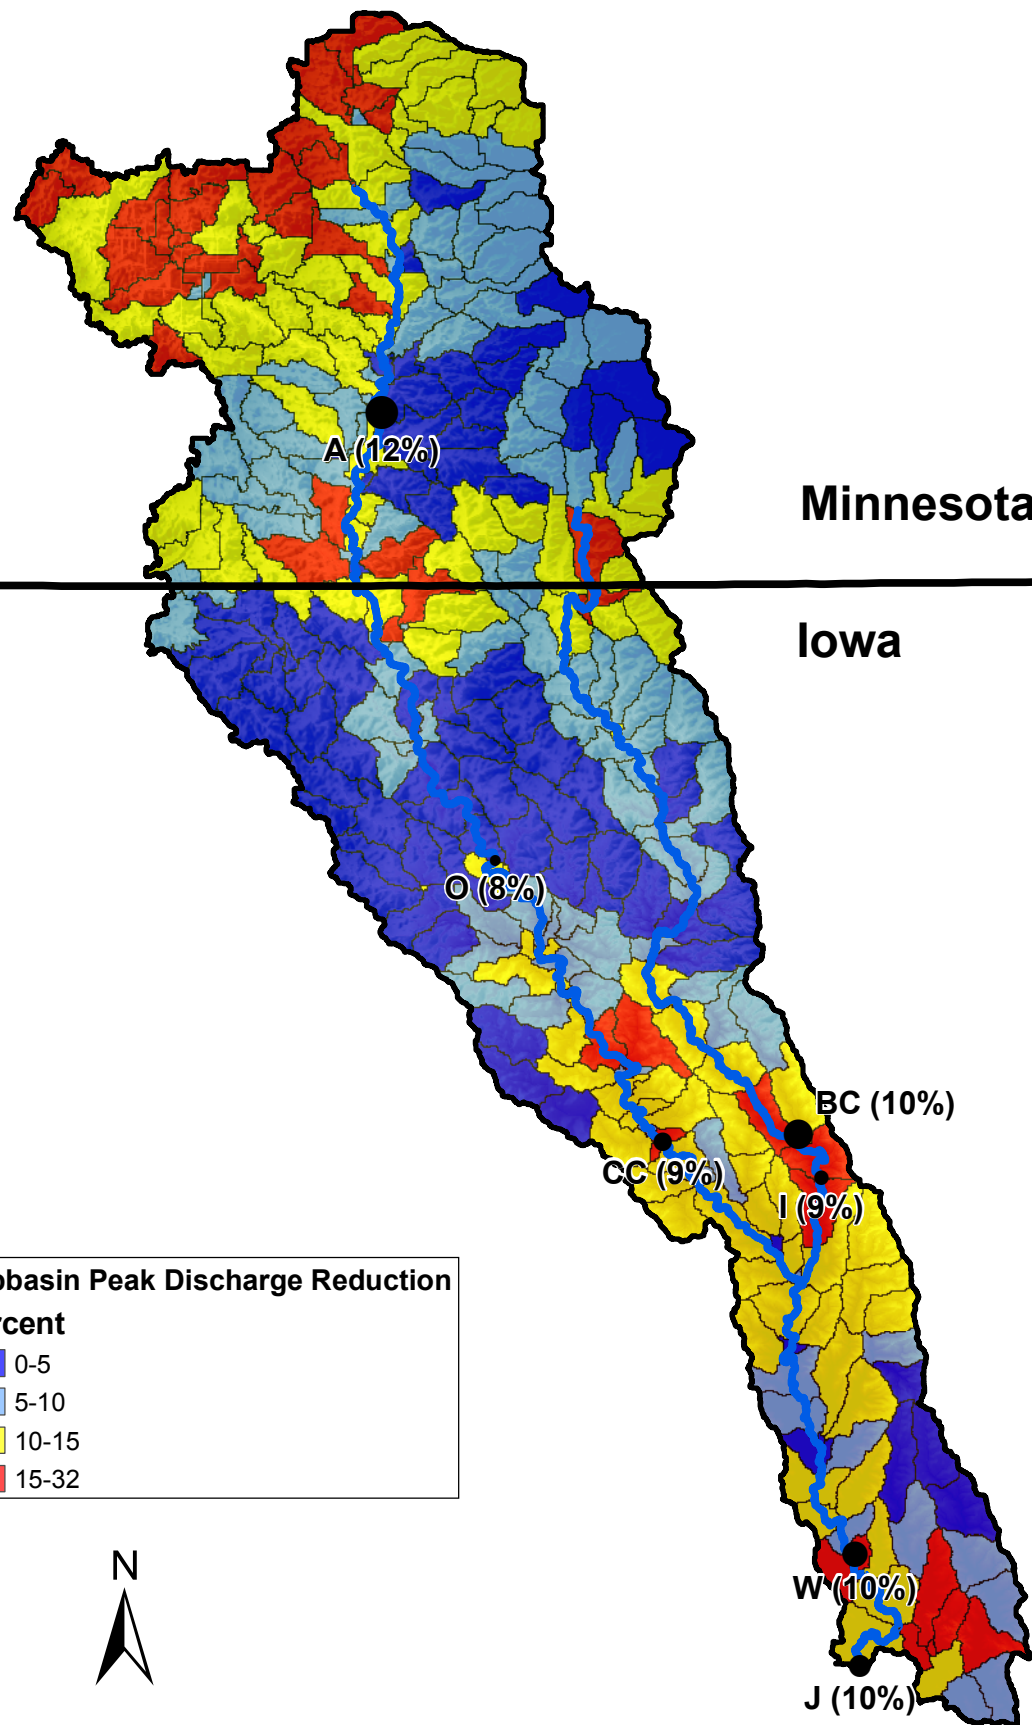 A (12%)
Minnesota
Iowa
O (8%)
BC (10%)
CC (9%)
I (9%)
bbasin Peak Discharge Reduction
rcent
0-5
5-10
10-15
15-32
N
W (10%)
J (10%)